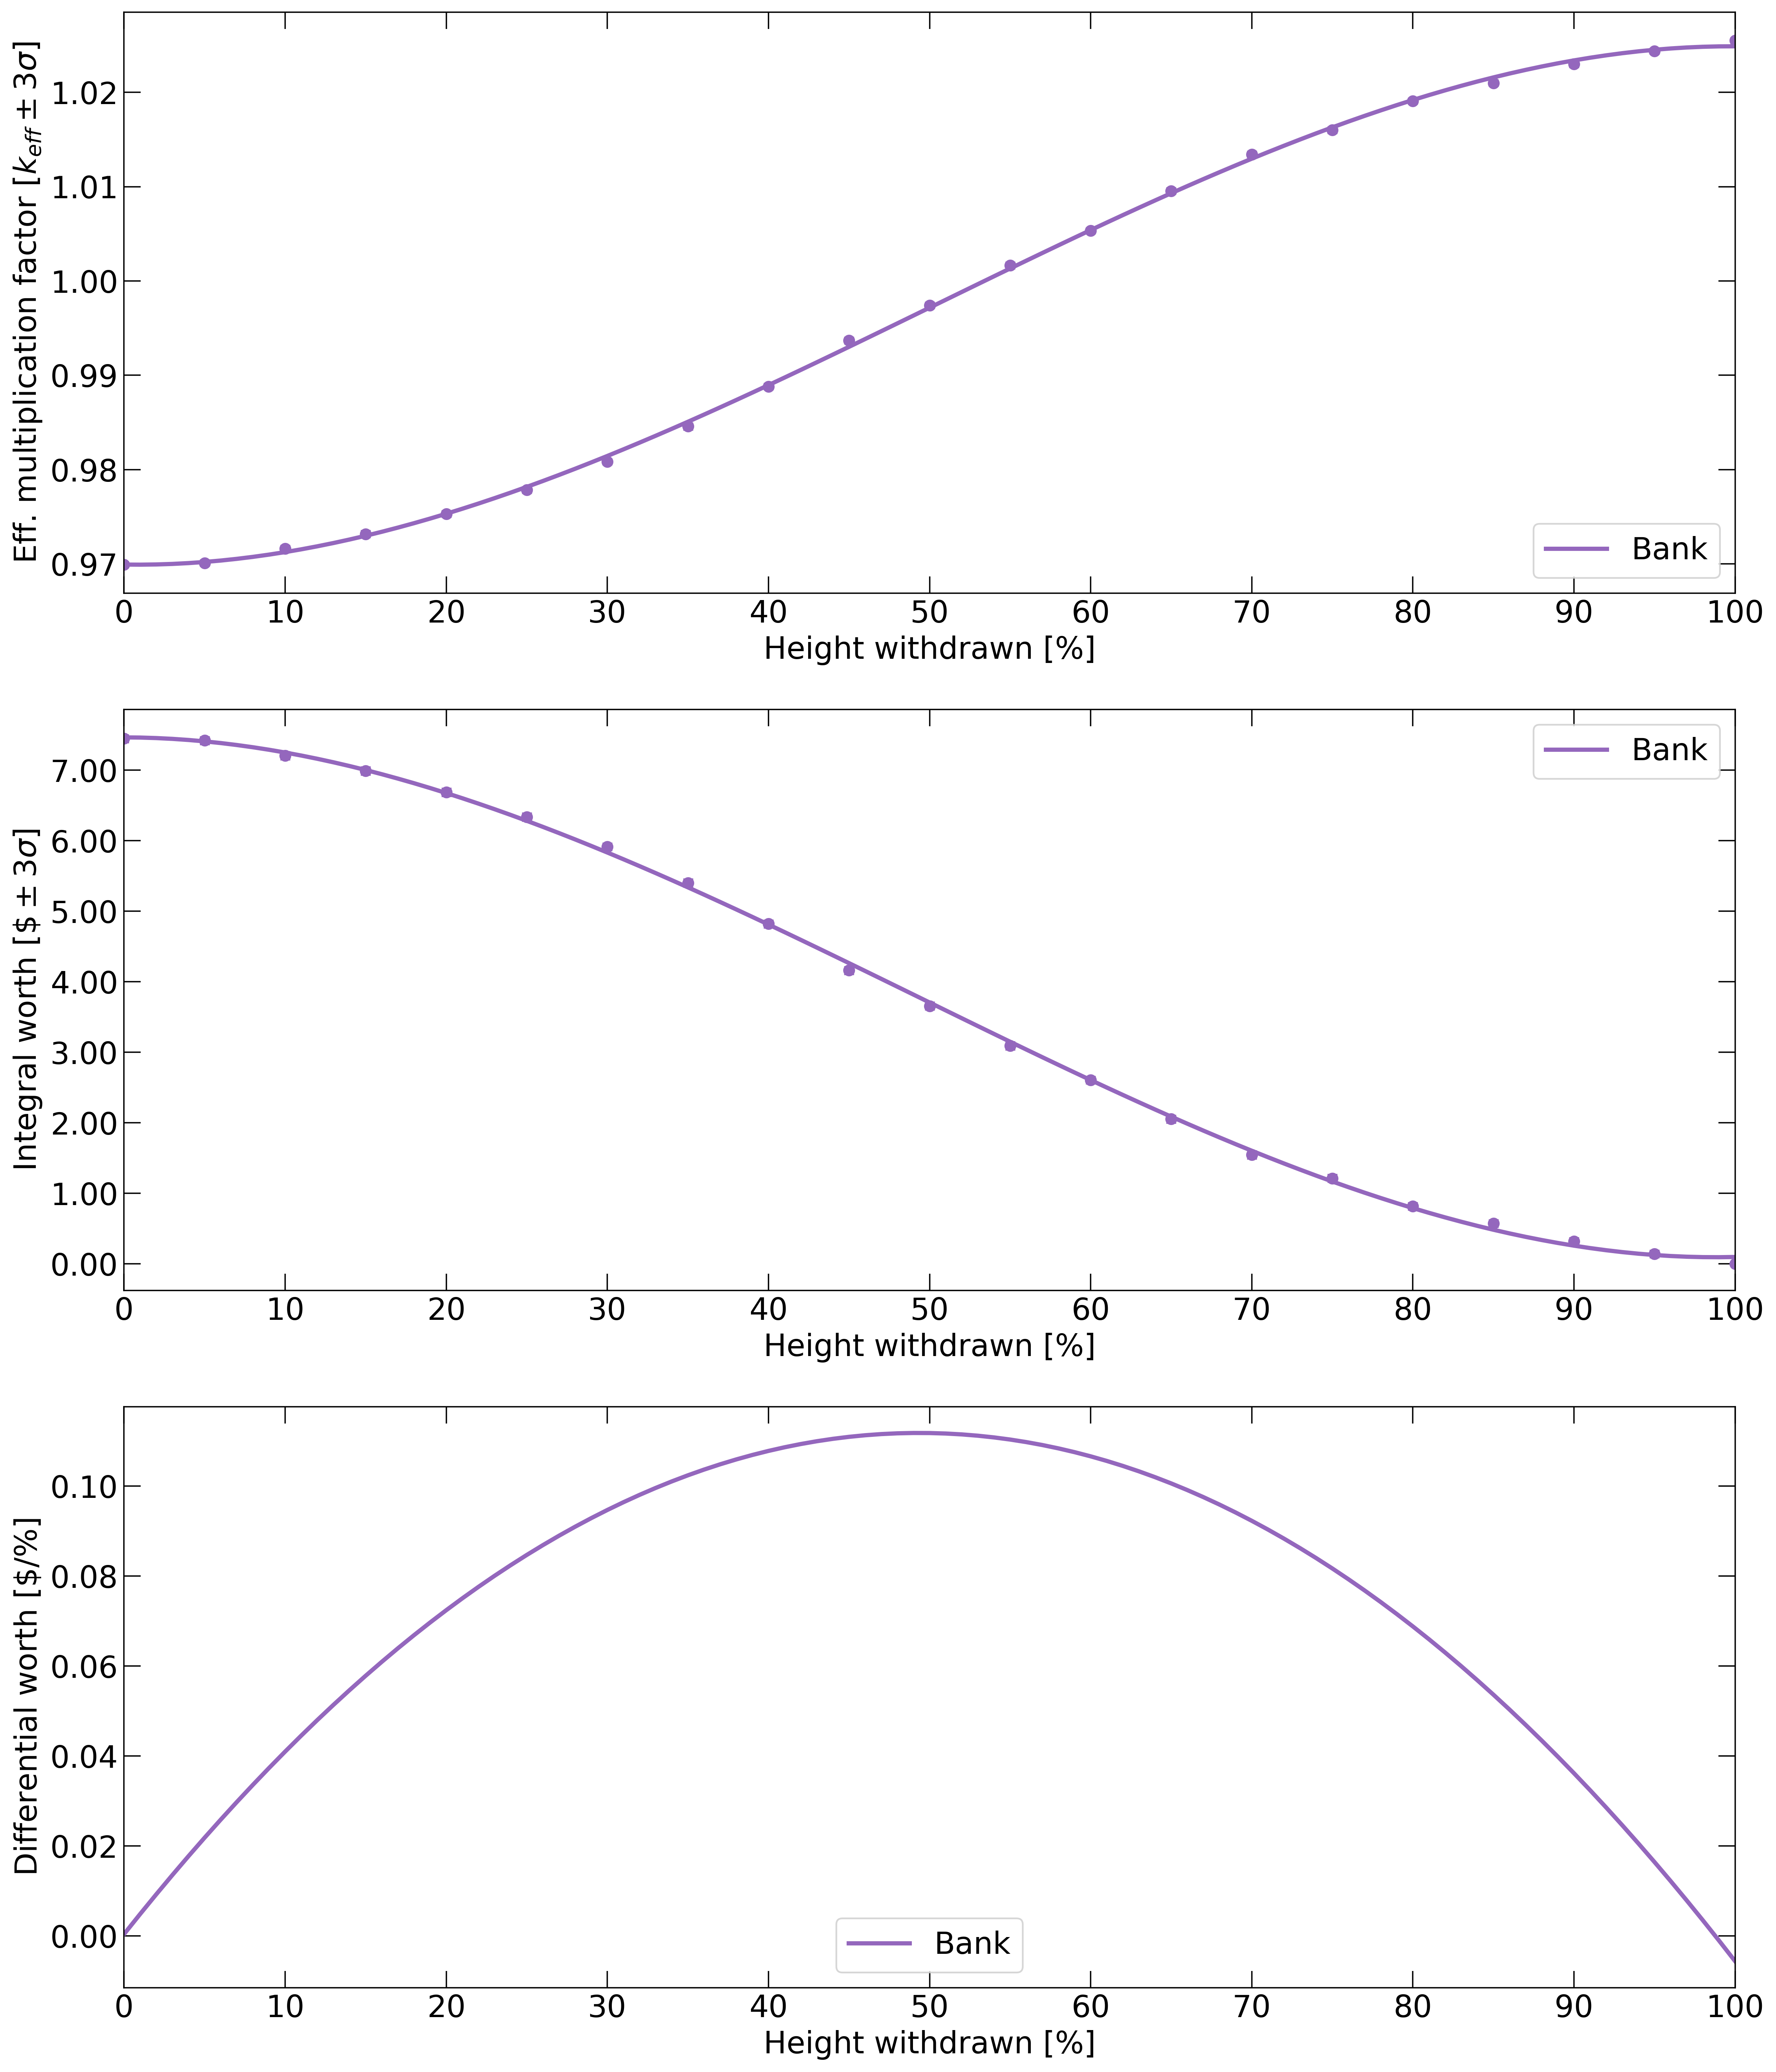 Eff. multiplication factor [k_eff ± 3σ]
1.02
1.01
1.00
0.99
0.98
0.97
Bank
0 10 20 30 40 50 60 70 80 90 100
Height withdrawn [%]
Integral worth [$ ± 3σ]
7.00
6.00
5.00
4.00
3.00
2.00
1.00
0.00
Bank
0 10 20 30 40 50 60 70 80 90 100
Height withdrawn [%]
Differential worth [$/%]
0.10
0.08
0.06
0.04
0.02
0.00
Bank
0 10 20 30 40 50 60 70 80 90 100
Height withdrawn [%]